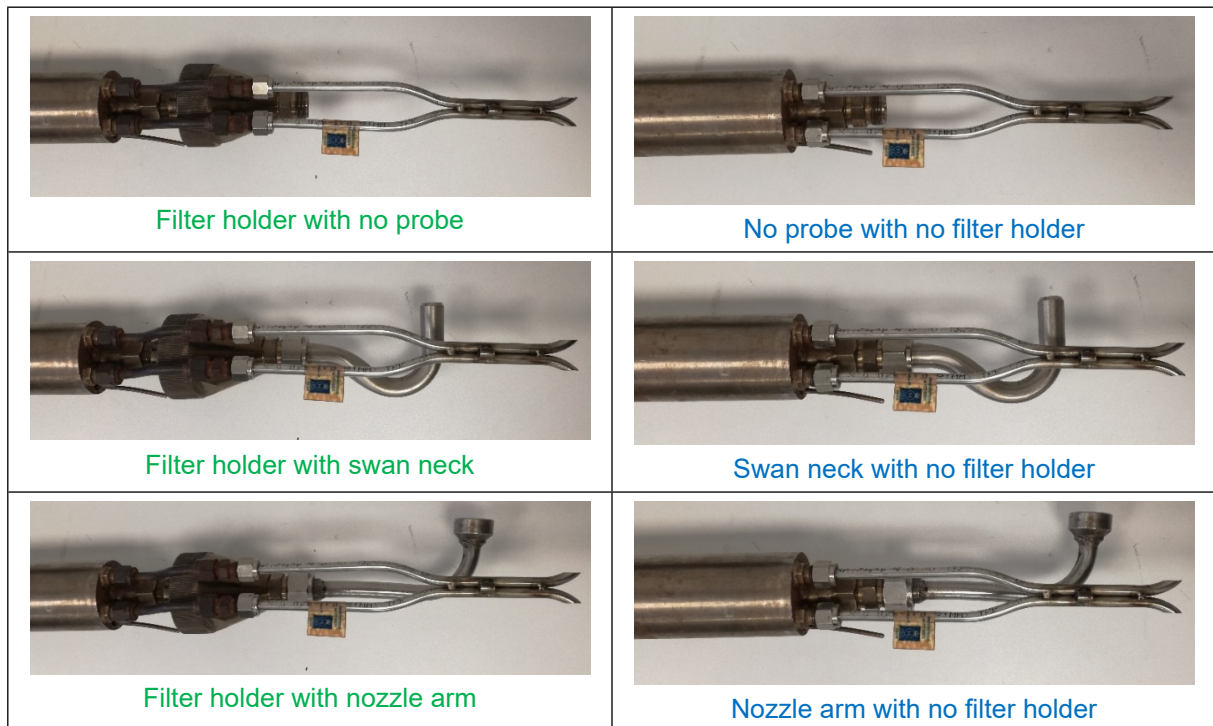 Filter holder with no probe
No probe with no filter holder
Filter holder with swan neck
Swan neck with no filter holder
Filter holder with nozzle arm
Nozzle arm with no filter holder